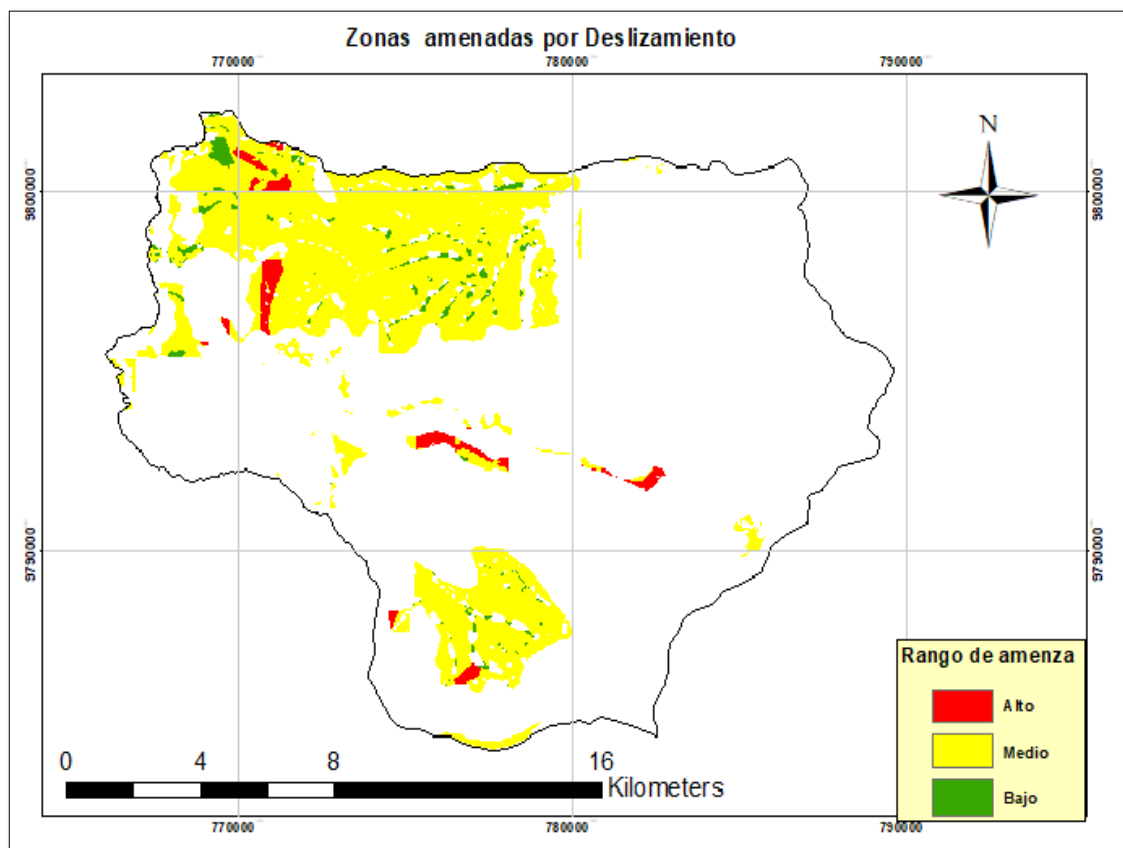 Zonas amenadas por Deslizamiento
770000 780000 790000
N
9800000 9800000
9790000 9790000
Rango de amenza
Alto
Medio
Bajo
0 4 8 16
Kilometers
770000 780000 790000